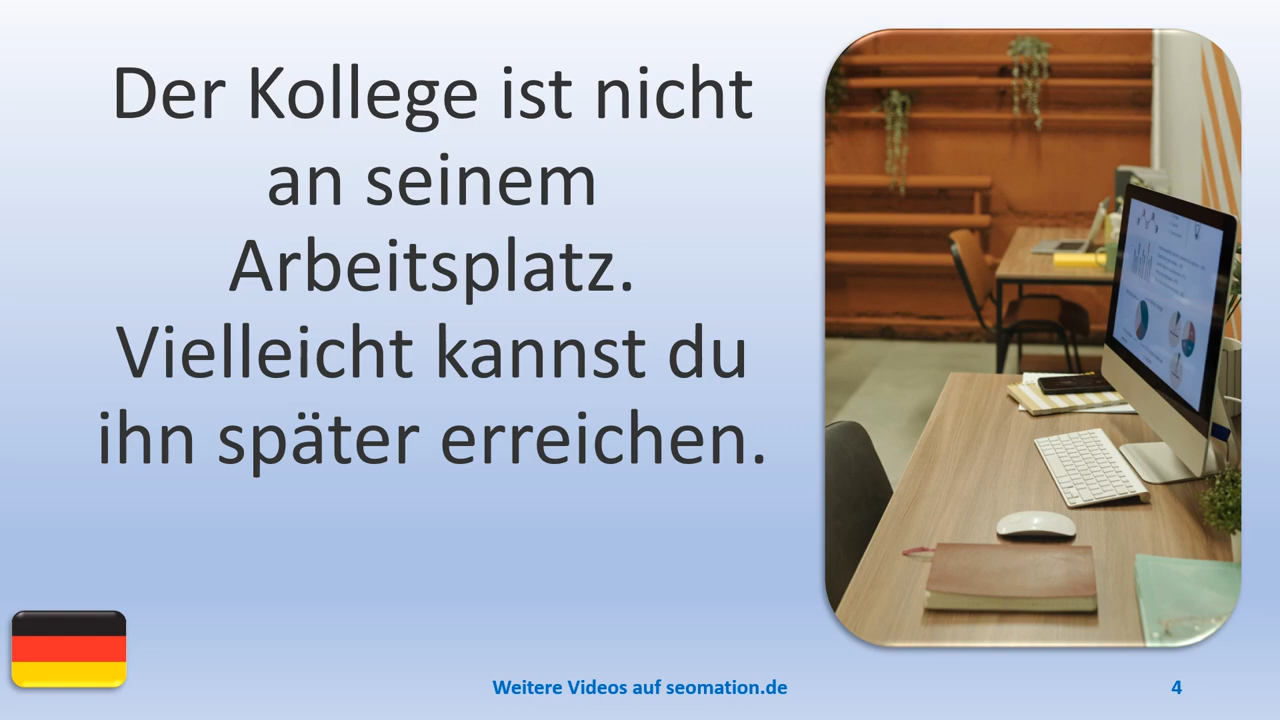 Der Kollege ist nicht
an seinem
Arbeitsplatz.
Vielleicht kannst du
ihn später erreichen.
Weitere Videos auf seomation.de
4